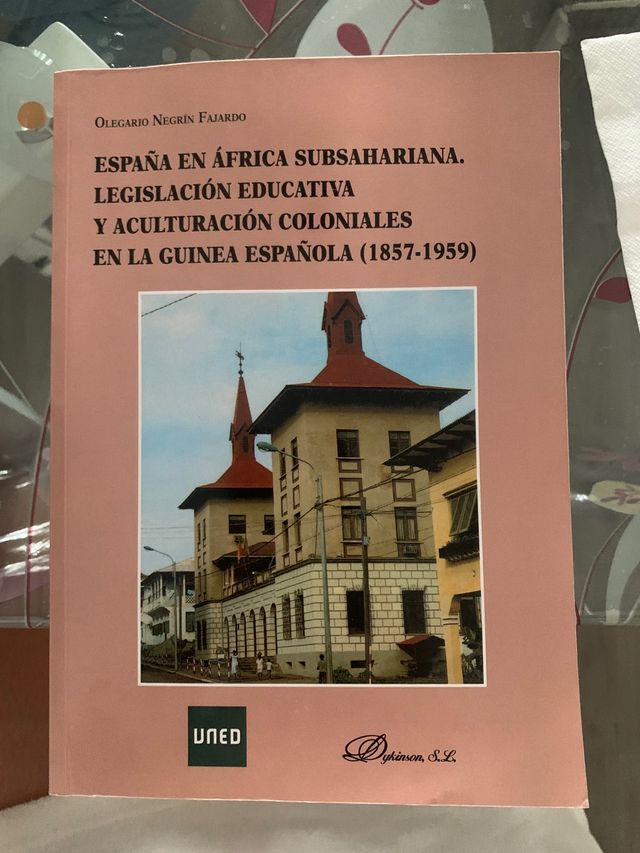 Olegario Negrín Fajardo
ESPAÑA EN ÁFRICA SUBSAHARIANA.
LEGISLACIÓN EDUCATIVA
Y ACULTURACIÓN COLONIALES
EN LA GUINEA ESPAÑOLA (1857-1959)
UNED
Dykinson, S.L.